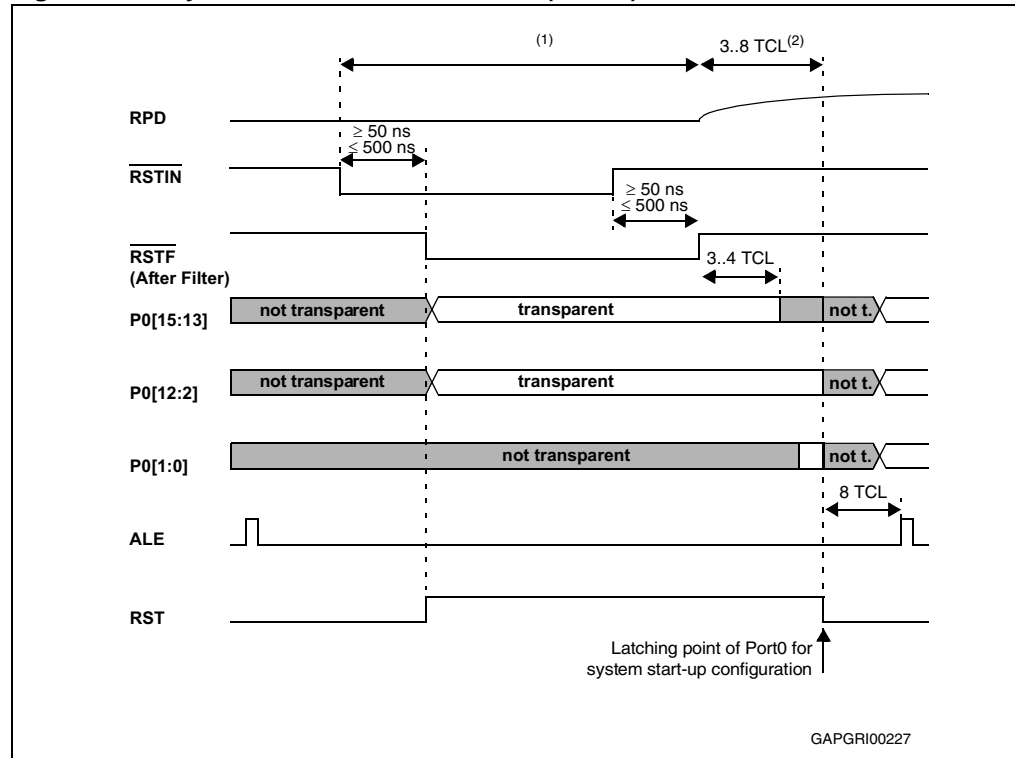 (1)
3..8 TCL(2)
RPD
≥ 50 ns
≤ 500 ns
RSTIN
≥ 50 ns
≤ 500 ns
RSTF
(After Filter)
3..4 TCL
P0[15:13]
not transparent
transparent
not t.
P0[12:2]
not transparent
transparent
not t.
P0[1:0]
not transparent
not t.
8 TCL
ALE
RST
Latching point of Port0 for
system start-up configuration
GAPGRI00227